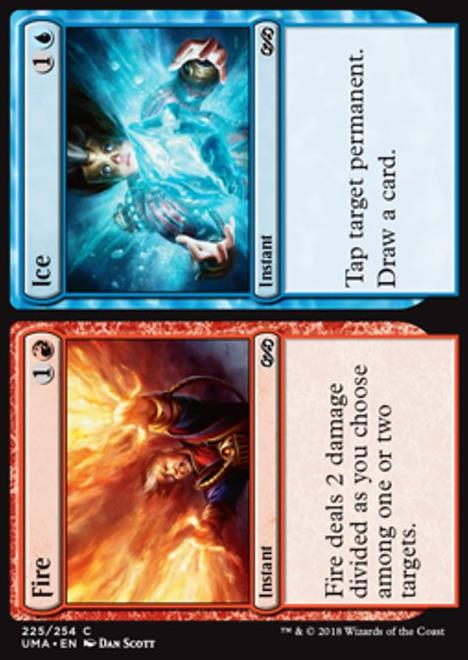 Ice 1
Instant
Tap target permanent.
Draw a card.
Fire 1
Instant
Fire deals 2 damage
divided as you choose
among one or two
targets.
225/254 C
UMA • EN DAN SCOTT
™ & © 2018 Wizards of the Coast